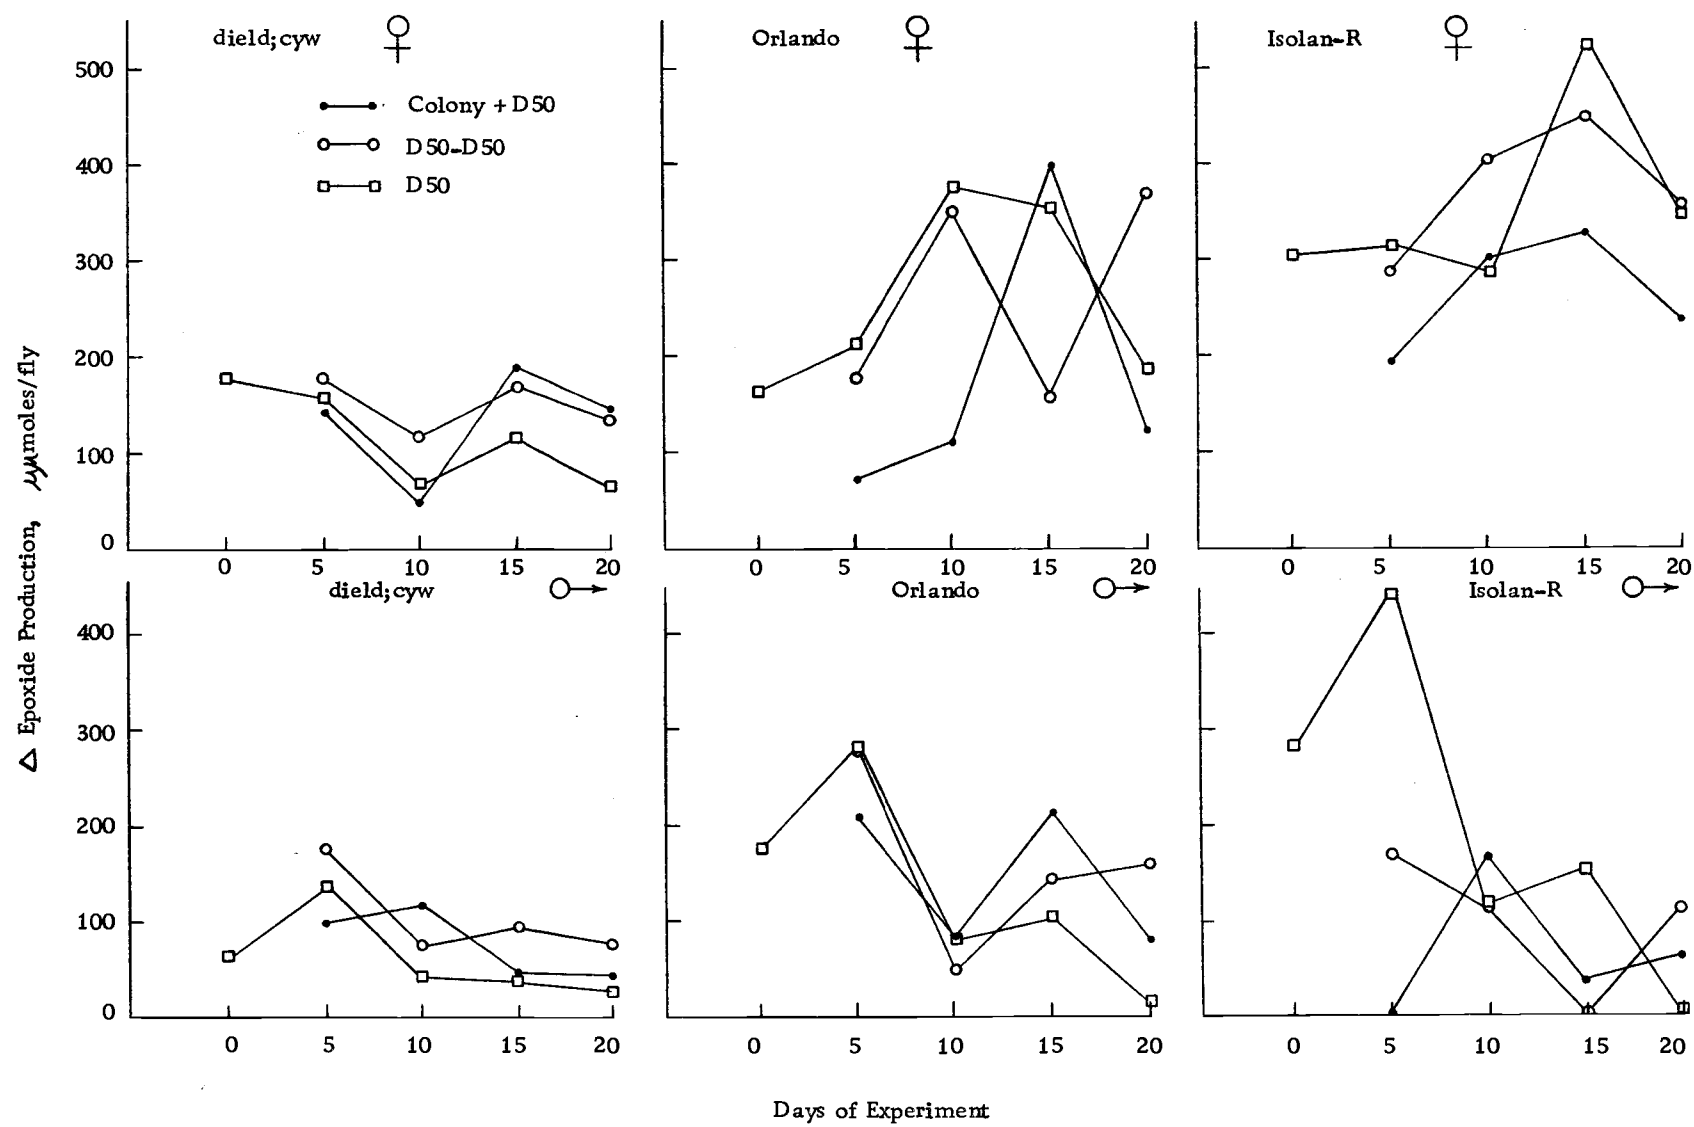 dield;cyw ♀
Orlando ♀
Isolan-R ♀
500
400
300
200
100
0
Colony + D50
D50-D50
D50
0 5 10 15 20
0 5 10 15 20
0 5 10 15 20
dield;cyw
Orlando
Isolan-R
400
300
200
100
0
0 5 10 15 20
0 5 10 15 20
0 5 10 15 20
Δ Epoxide Production, μμmoles/fly
Days of Experiment